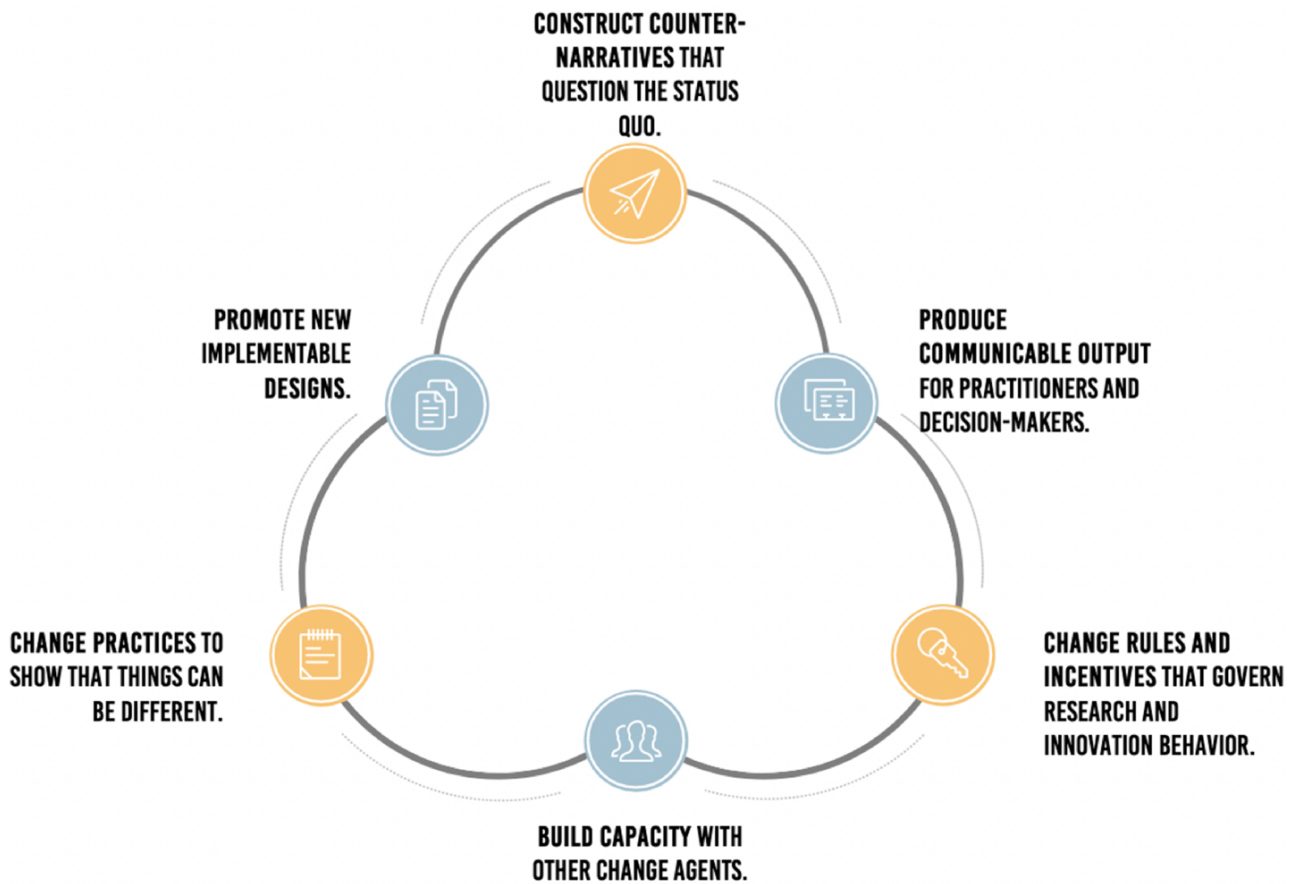 CONSTRUCT COUNTER-
NARRATIVES THAT
QUESTION THE STATUS
QUO.
PROMOTE NEW
IMPLEMENTABLE
DESIGNS.
PRODUCE
COMMUNICABLE OUTPUT
FOR PRACTITIONERS AND
DECISION-MAKERS.
CHANGE PRACTICES TO
SHOW THAT THINGS CAN
BE DIFFERENT.
CHANGE RULES AND
INCENTIVES THAT GOVERN
RESEARCH AND
INNOVATION BEHAVIOR.
BUILD CAPACITY WITH
OTHER CHANGE AGENTS.